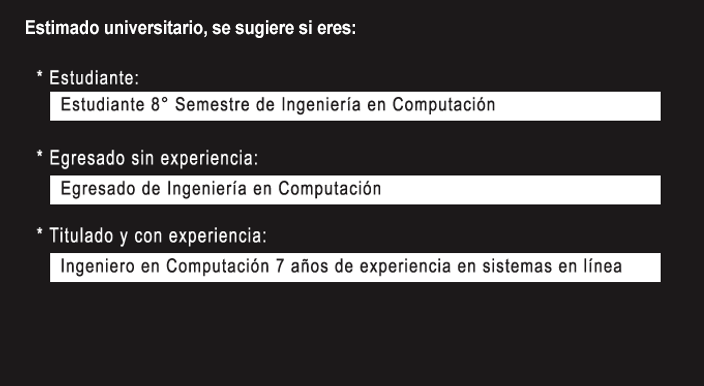 Estimado universitario, se sugiere si eres:
* Estudiante:
Estudiante 8° Semestre de Ingeniería en Computación
* Egresado sin experiencia:
Egresado de Ingeniería en Computación
* Titulado y con experiencia:
Ingeniero en Computación 7 años de experiencia en sistemas en línea